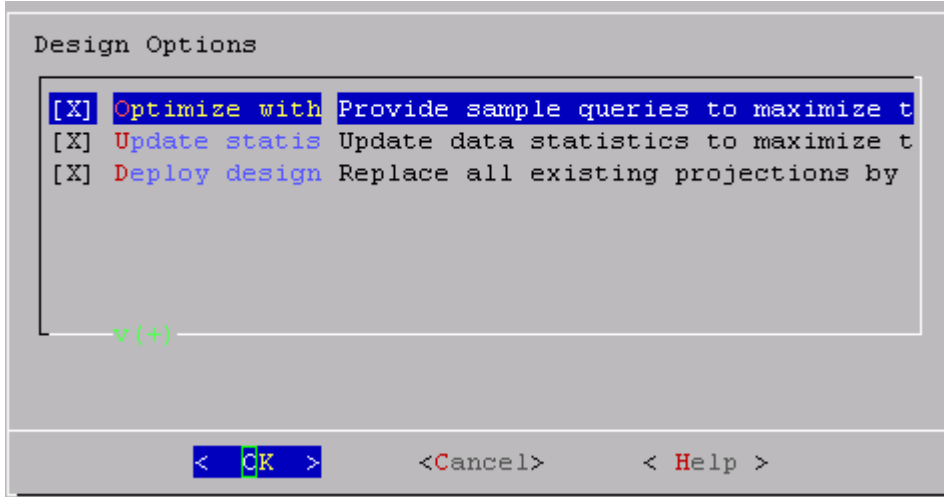 Design Options
[X] Optimize with Provide sample queries to maximize t
[X] Update statis Update data statistics to maximize t
[X] Deploy design Replace all existing projections by
v(+)
< OK > <Cancel> < Help >